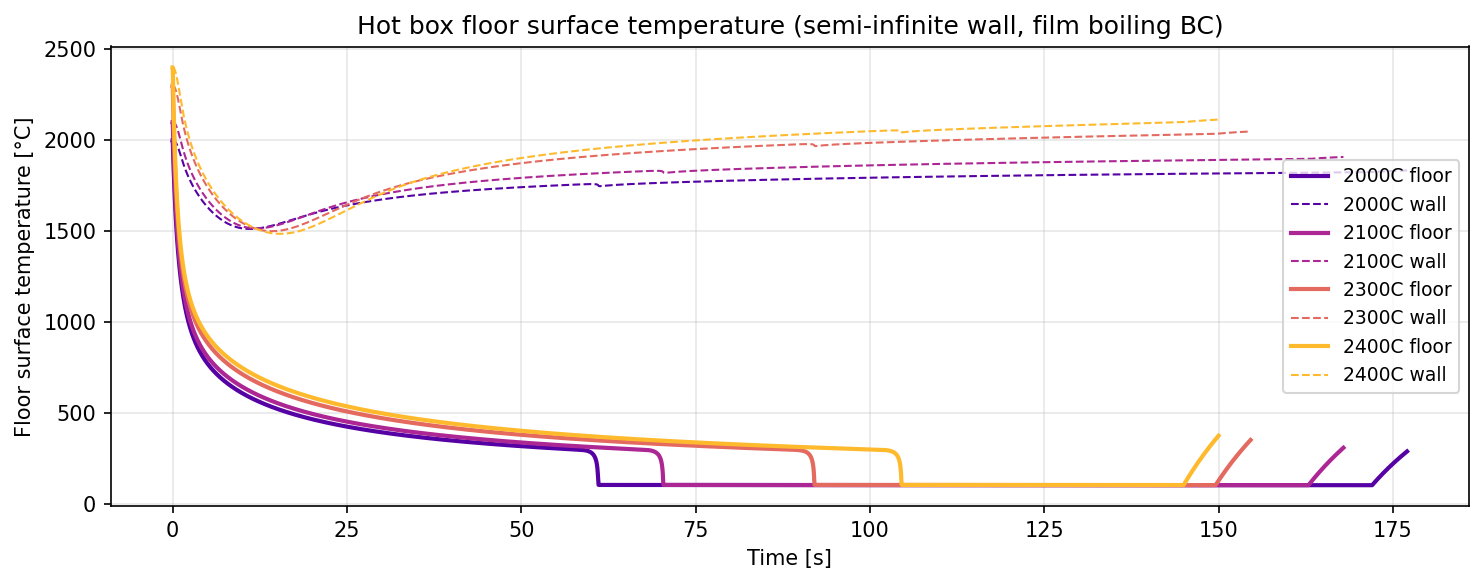 Hot box floor surface temperature (semi-infinite wall, film boiling BC)
Floor surface temperature [°C]
2500
2000
1500
1000
500
0
0
25
50
75
100
125
150
175
Time [s]
2000C floor
2000C wall
2100C floor
2100C wall
2300C floor
2300C wall
2400C floor
2400C wall